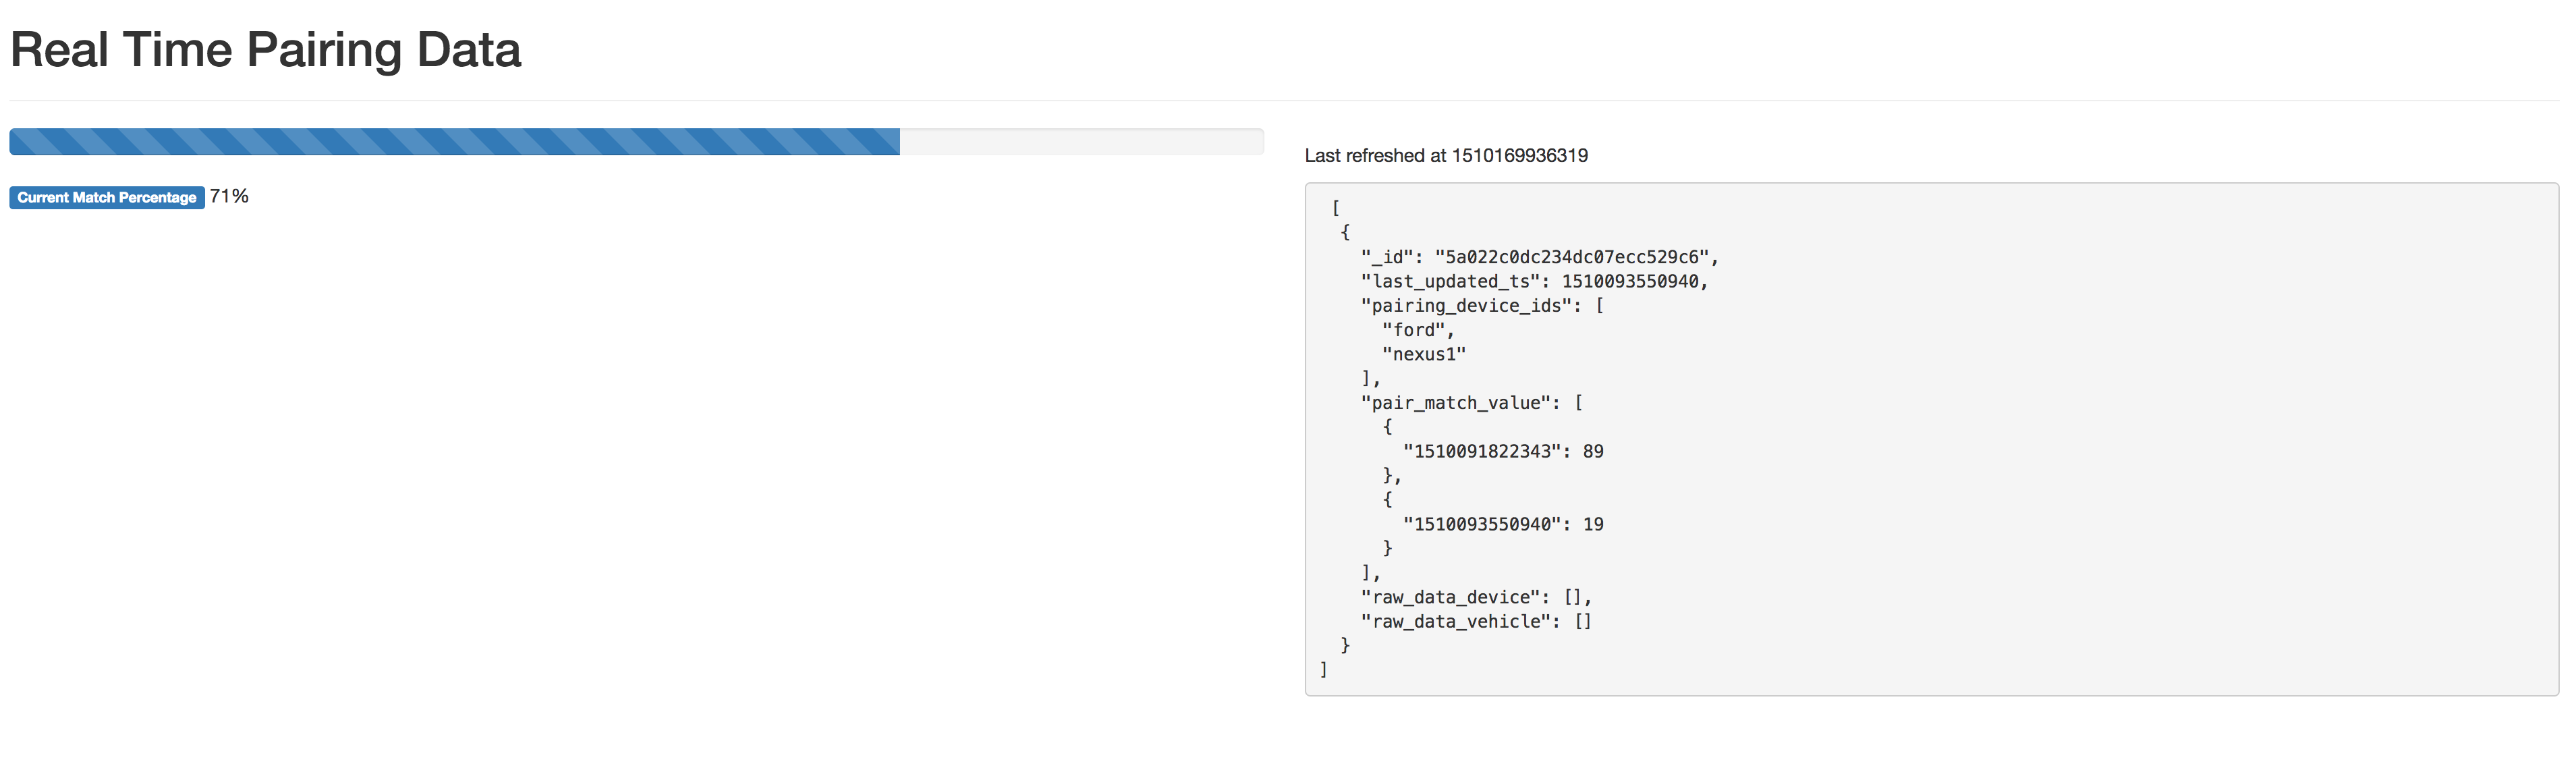 Real Time Pairing Data
Current Match Percentage 71%
Last refreshed at 1510169936319
[
{
"_id": "5a022c0dc234dc07ecc529c6",
"last_updated_ts": 1510093550940,
"pairing_device_ids": [
"ford",
"nexus1"
],
"pair_match_value": [
{
"1510091822343": 89
},
{
"1510093550940": 19
}
],
"raw_data_device": [],
"raw_data_vehicle": []
}
]